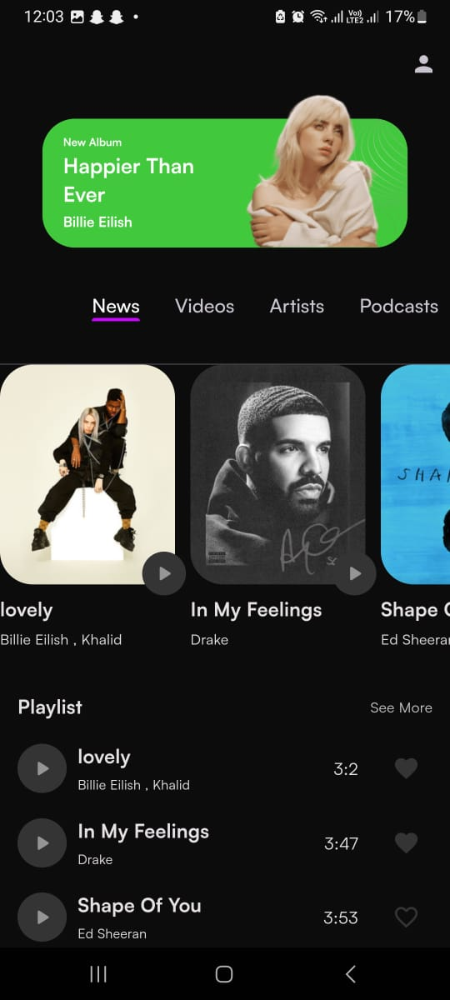 12:03 Vo)) LTE2 17%
New Album
Happier Than
Ever
Billie Eilish
News Videos Artists Podcasts
lovely
Billie Eilish , Khalid
In My Feelings
Drake
SHA
Shape
Ed Sheeran
Playlist See More
lovely 3:2
Billie Eilish , Khalid
In My Feelings 3:47
Drake
Shape Of You 3:53
Ed Sheeran